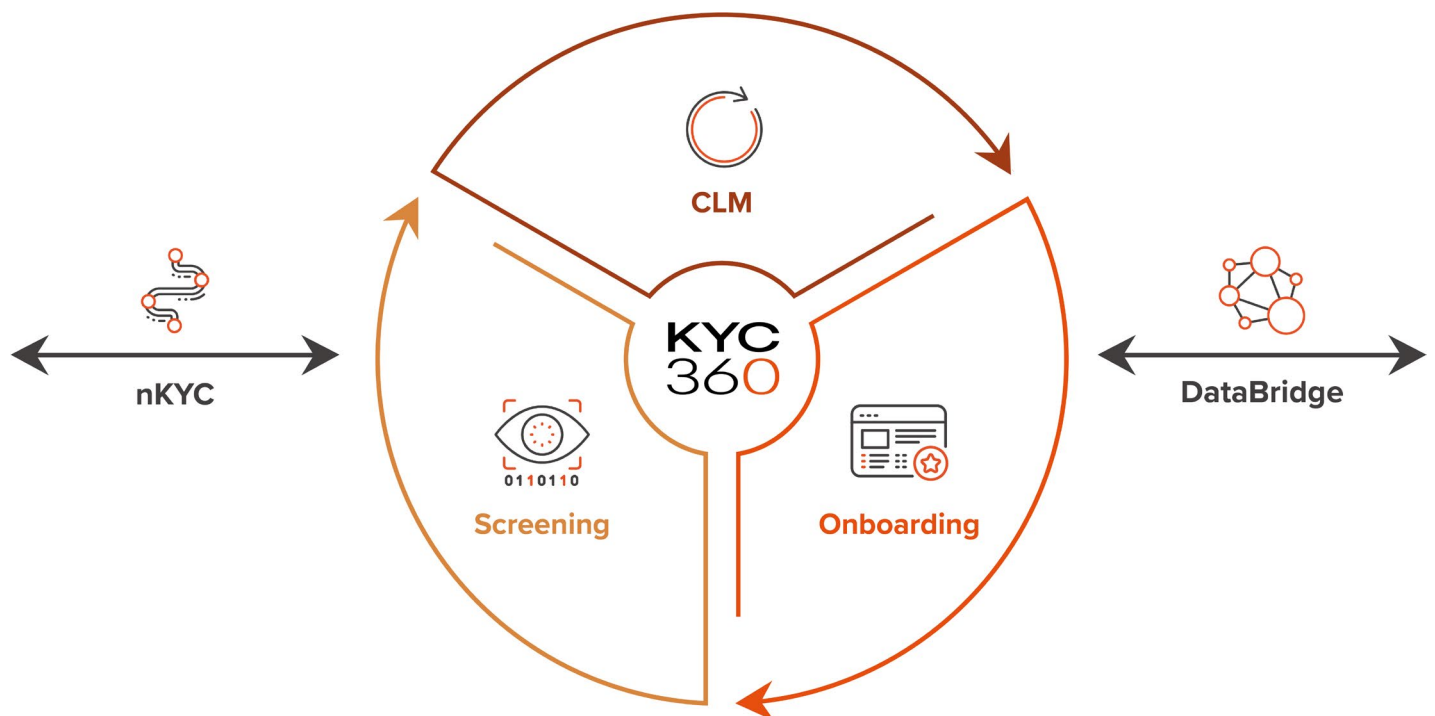 CLM
nKYC
KYC
360
DataBridge
0110110
Screening
Onboarding